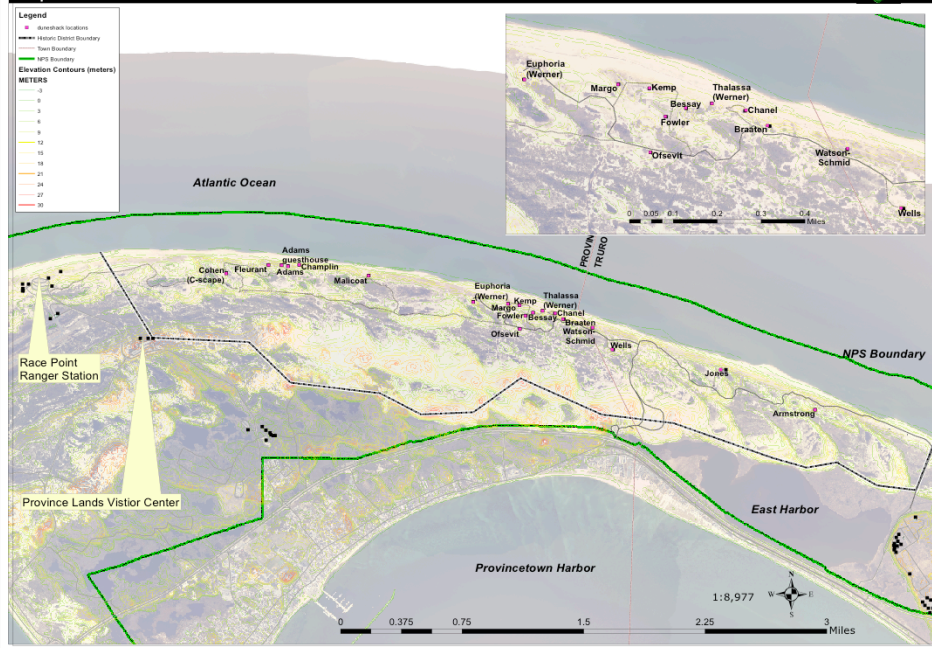 Legend
duneshack locations
Historic District Boundary
Town Boundary
NPS Boundary
Elevation Contours (meters)
METERS
-3
0
3
6
9
12
15
18
21
24
27
30
Euphoria
(Werner)
Margo
Kemp
Bessay
Thalassa
(Werner)
Chanel
Fowler
Braaten
Ofsevit
Watson-
Schmid
Wells
0 0.05 0.1 0.2 0.3 0.4
Miles
Atlantic Ocean
PROVIN
TRURO
Adams
guesthouse
Cohen
(C-scape)
Fleurant
Adams
Champlin
Malicoat
Euphoria
(Werner)
Kemp
Thalassa
(Werner)
Margo
Fowler
Bessay
Chanel
Braaten
Ofsevit
Watson-
Schmid
Wells
NPS Boundary
Jones
Armstrong
Race Point
Ranger Station
Province Lands Vistior Center
East Harbor
Provincetown Harbor
1:8,977
N
W E
S
0 0.375 0.75 1.5 2.25 3
Miles